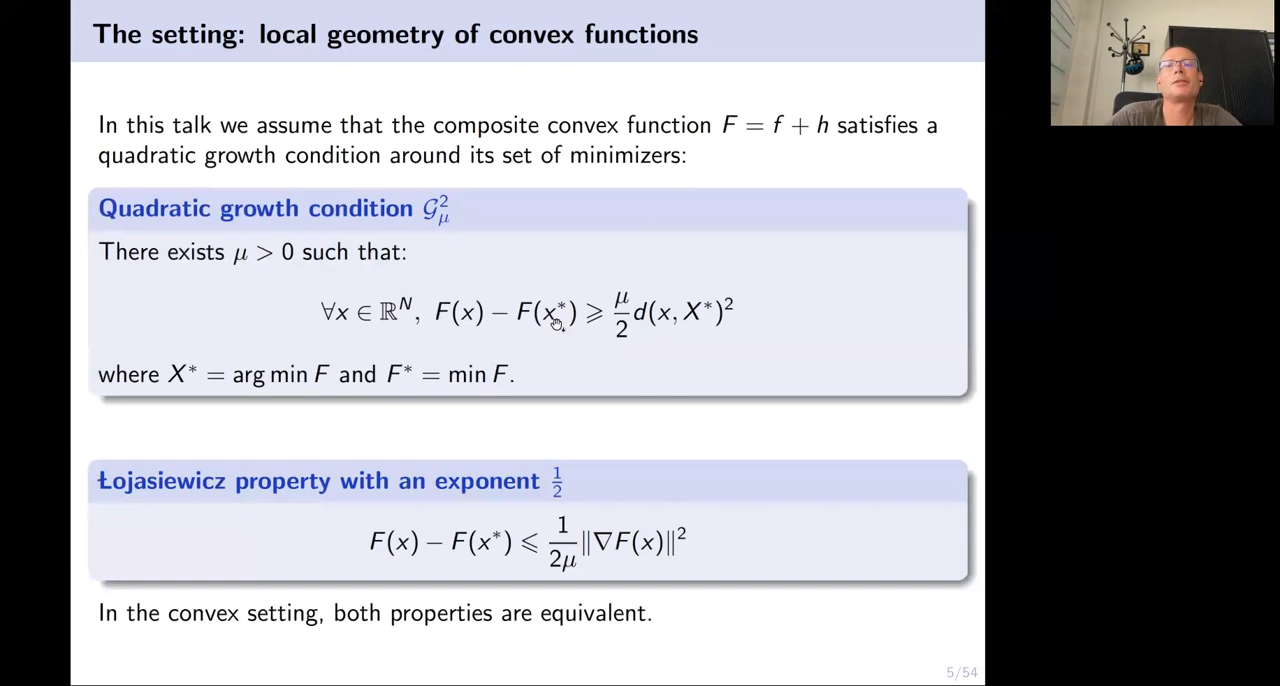 The setting: local geometry of convex functions
In this talk we assume that the composite convex function F = f + h satisfies a
quadratic growth condition around its set of minimizers:
Quadratic growth condition 𝒢²_μ
There exists μ > 0 such that:
∀x ∈ ℝᴺ, F(x) − F(x*) ⩾ μ/2 d(x, X*)²
where X* = arg min F and F* = min F.
Łojasiewicz property with an exponent 1/2
F(x) − F(x*) ⩽ 1/2μ ‖∇F(x)‖²
In the convex setting, both properties are equivalent.
5/54